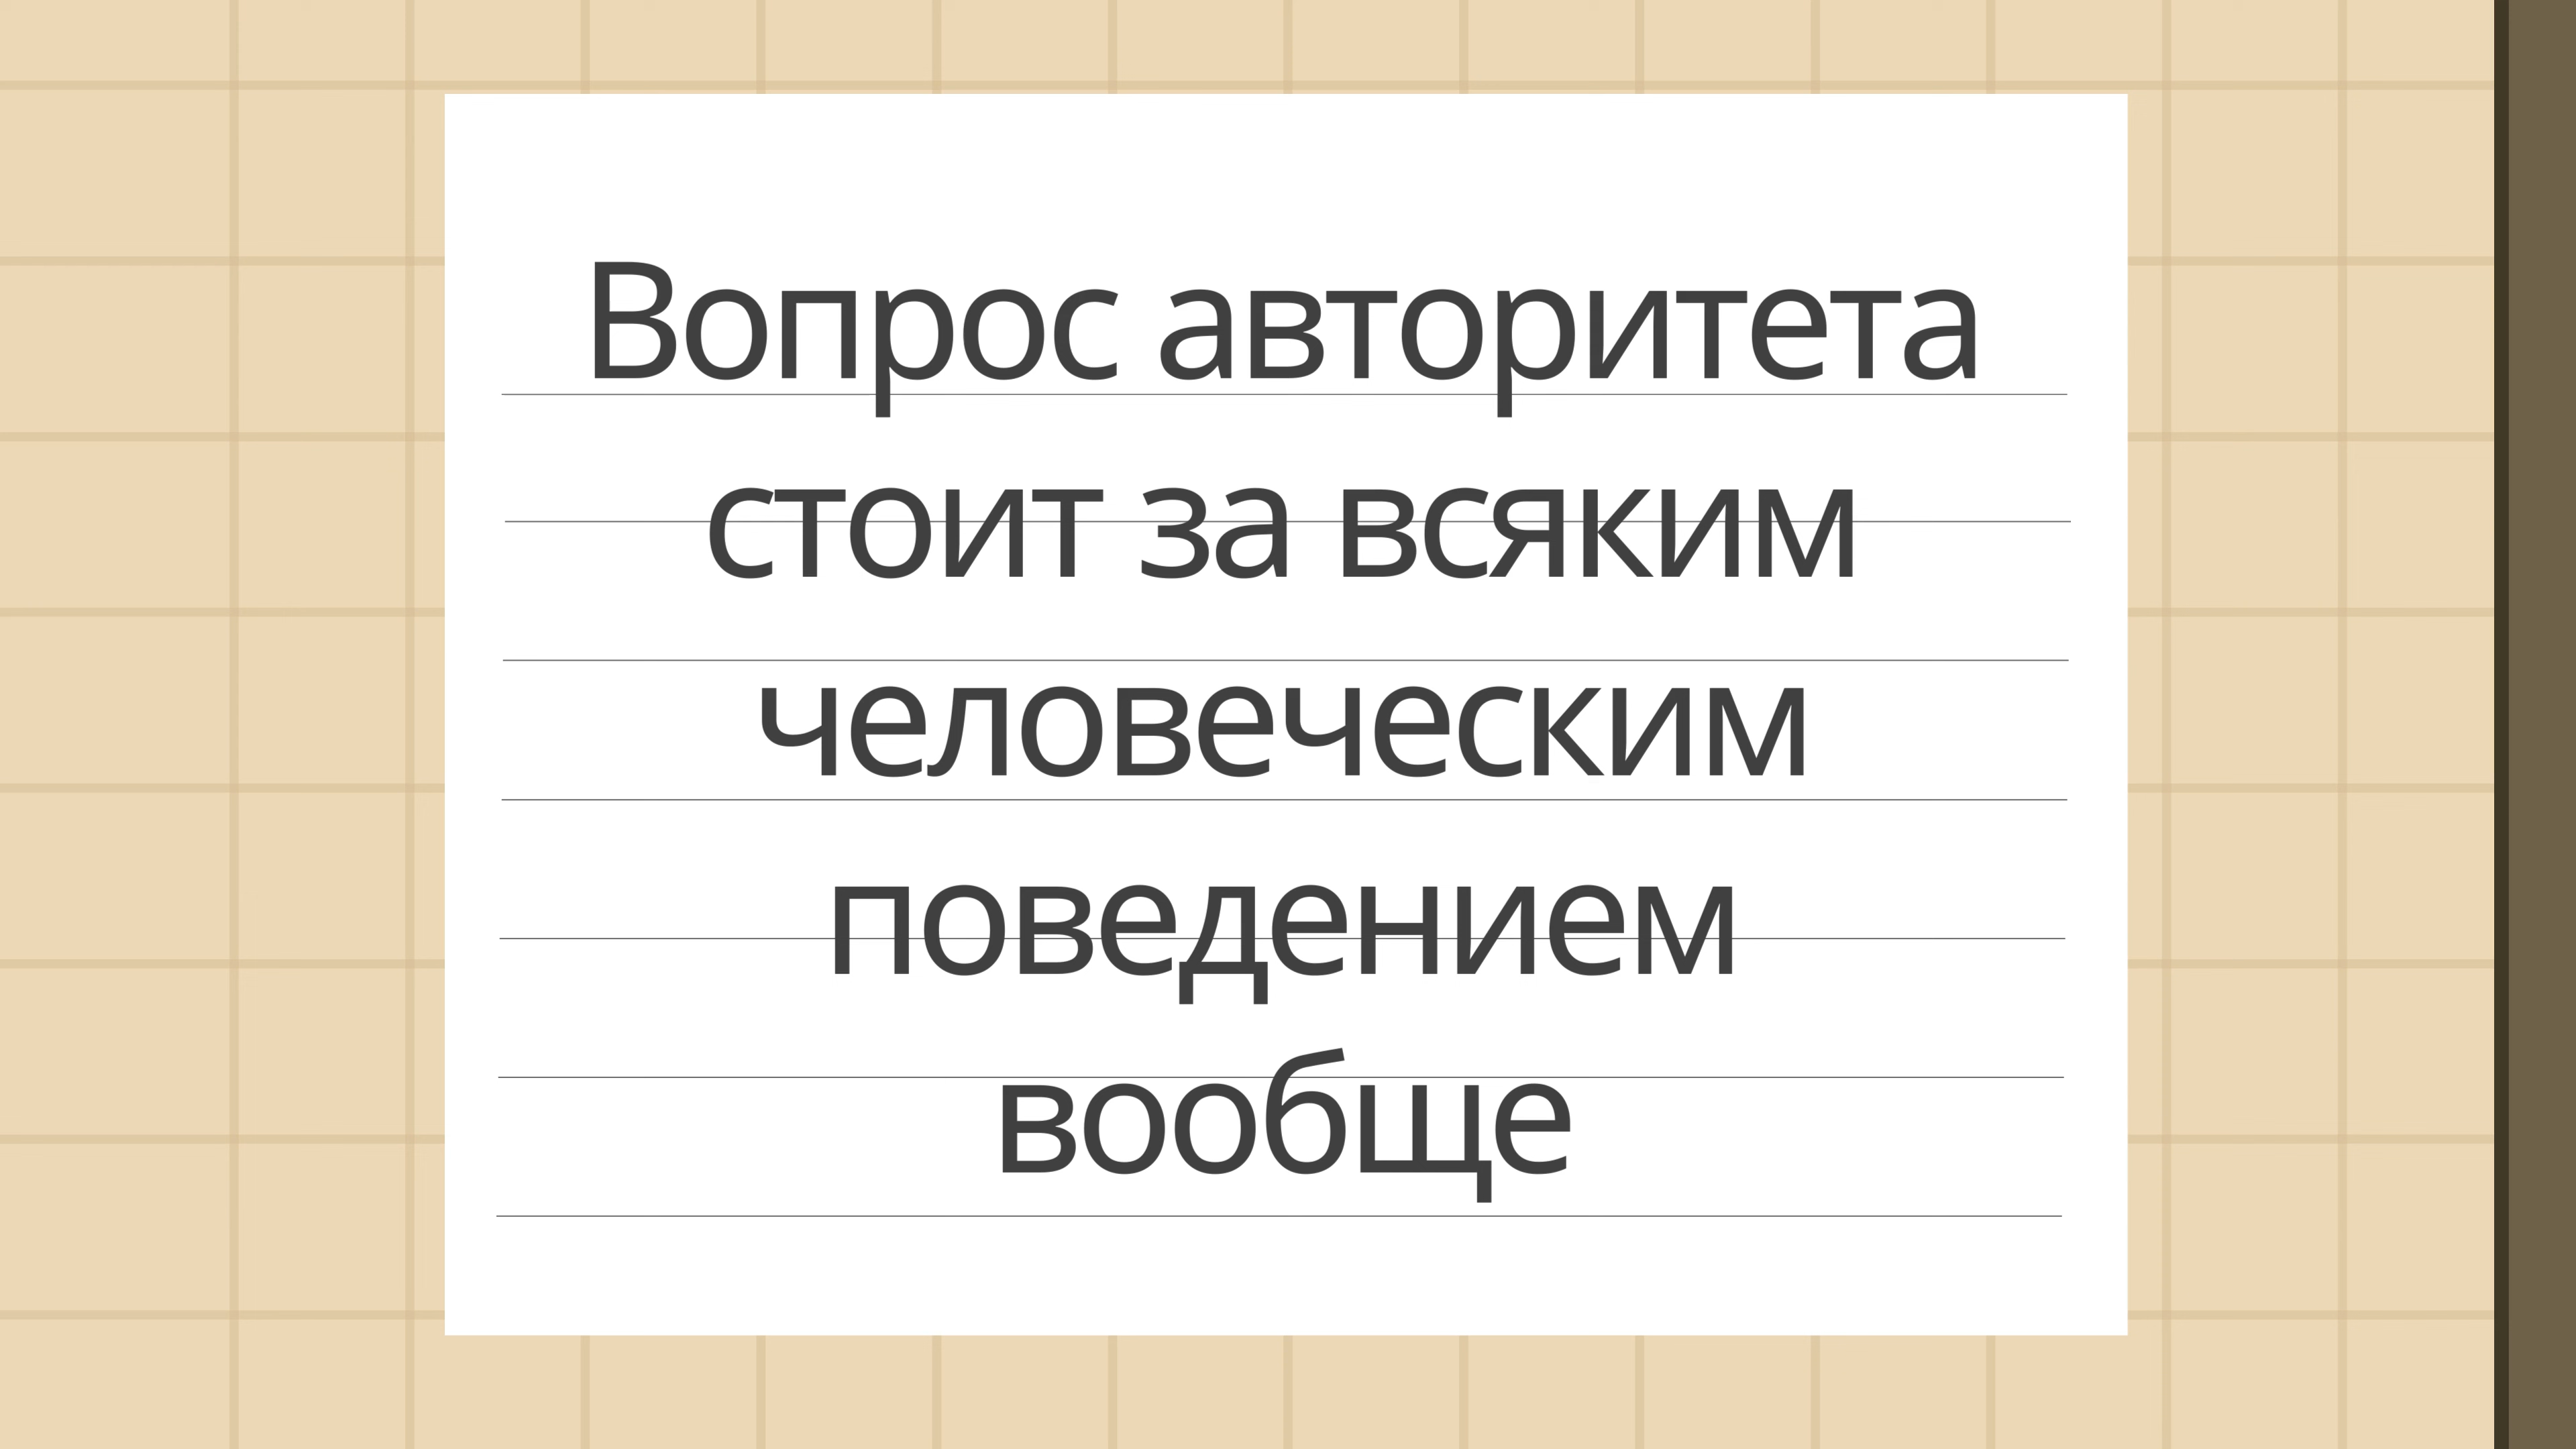 Вопрос авторитета
стоит за всяким
человеческим
поведением
вообще